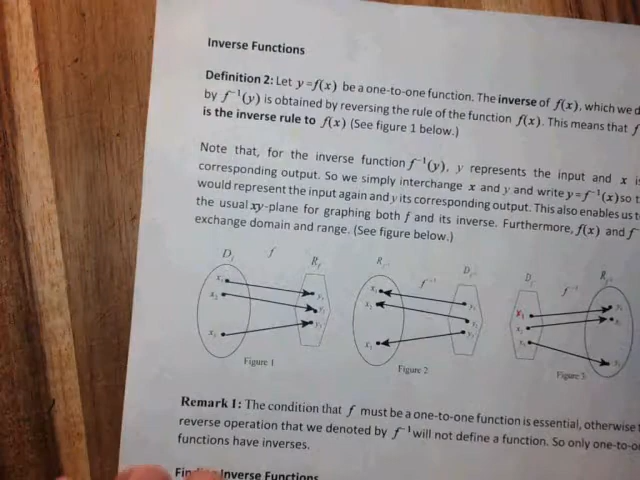 Inverse Functions
Definition 2: Let y=f(x) be a one-to-one function. The inverse of f(x), which we d
by f⁻¹(y) is obtained by reversing the rule of the function f(x). This means that f
is the inverse rule to f(x) (See figure 1 below.)
Note that, for the inverse function f⁻¹(y), y represents the input and x is
corresponding output. So we simply interchange x and y and write y=f⁻¹(x) so t
would represent the input again and y its corresponding output. This also enables us t
the usual xy-plane for graphing both f and its inverse. Furthermore, f(x) and f⁻
exchange domain and range. (See figure below.)
D_f f R_f
Figure 1
Figure 2
Figure 3
Remark 1: The condition that f must be a one-to-one function is essential, otherwise
reverse operation that we denoted by f⁻¹ will not define a function. So only one-to-o
functions have inverses.
Inverse Functions